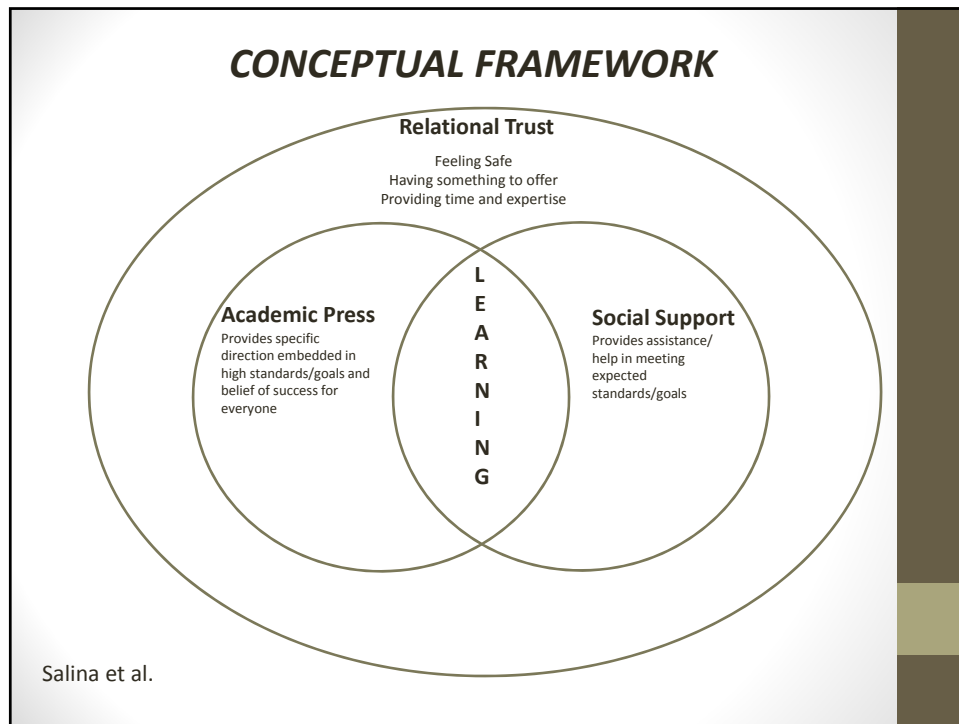 CONCEPTUAL FRAMEWORK
Relational Trust
Feeling Safe
Having something to offer
Providing time and expertise
Academic Press
Provides specific
direction embedded in
high standards/goals and
belief of success for
everyone
L
E
A
R
N
I
N
G
Social Support
Provides assistance/
help in meeting
expected
standards/goals
Salina et al.